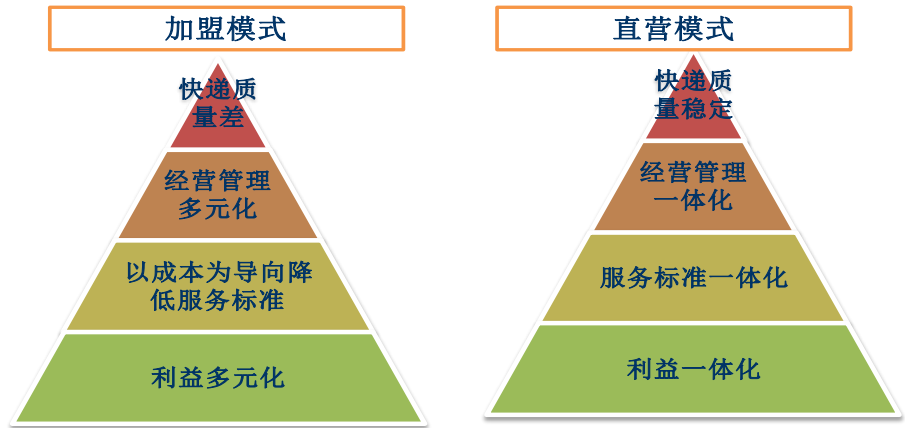 加盟模式
快递质
量差
经营管理
多元化
以成本为导向降
低服务标准
利益多元化
直营模式
快递质
量稳定
经营管理
一体化
服务标准一体化
利益一体化